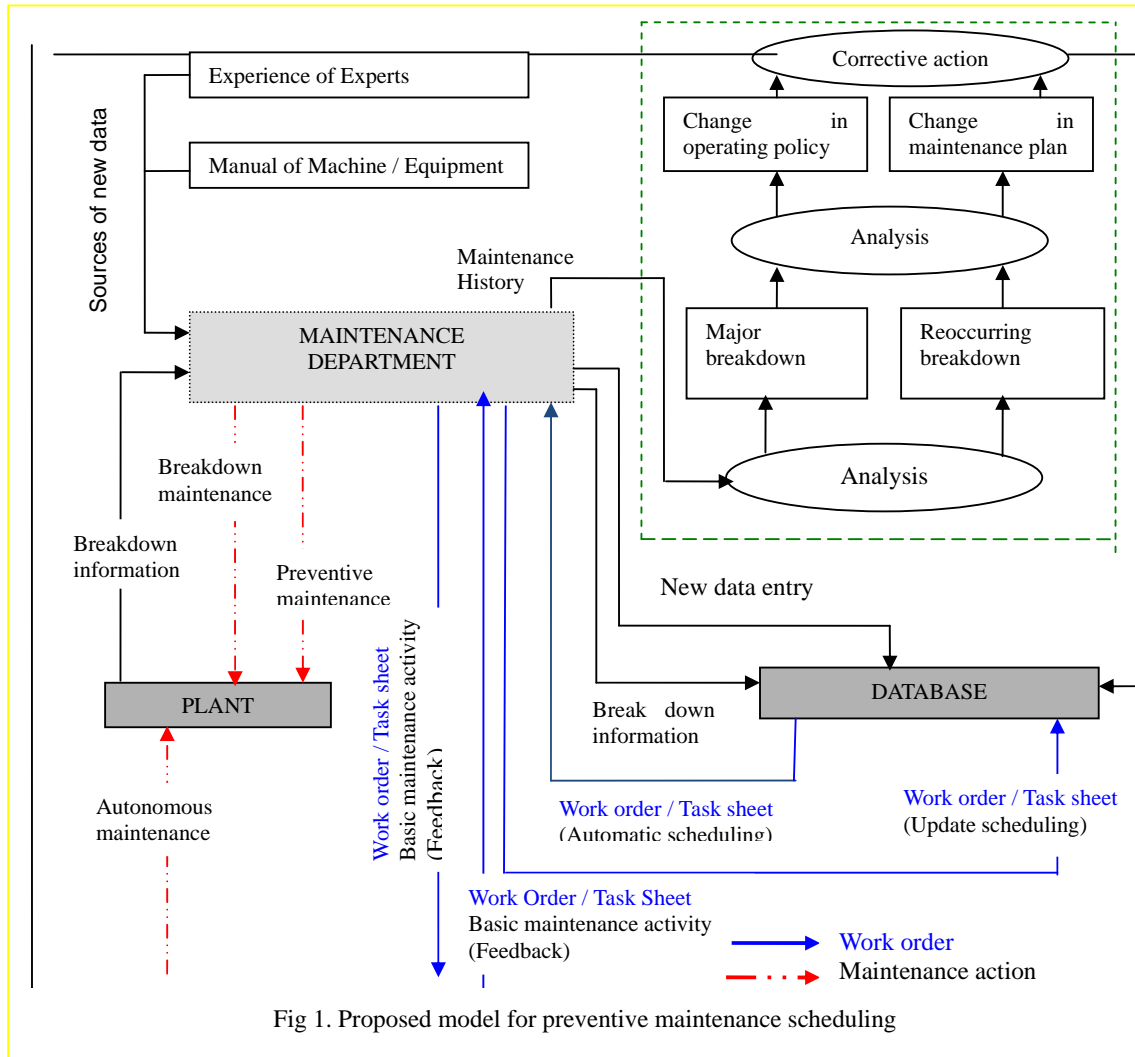 Corrective action
Experience of Experts
Change in
operating policy
Change in
maintenance plan
Sources of new data
Manual of Machine / Equipment
Analysis
Maintenance
History
MAINTENANCE
DEPARTMENT
Major
breakdown
Reoccurring
breakdown
Breakdown
maintenance
Analysis
Breakdown
information
Preventive
maintenance
New data entry
Work order / Task sheet
Basic maintenance activity
(Feedback)
PLANT
DATABASE
Break down
information
Autonomous
maintenance
Work order / Task sheet
(Automatic scheduling)
Work order / Task sheet
(Update scheduling)
Work Order / Task Sheet
Basic maintenance activity
(Feedback)
Work order
Maintenance action
Fig 1. Proposed model for preventive maintenance scheduling